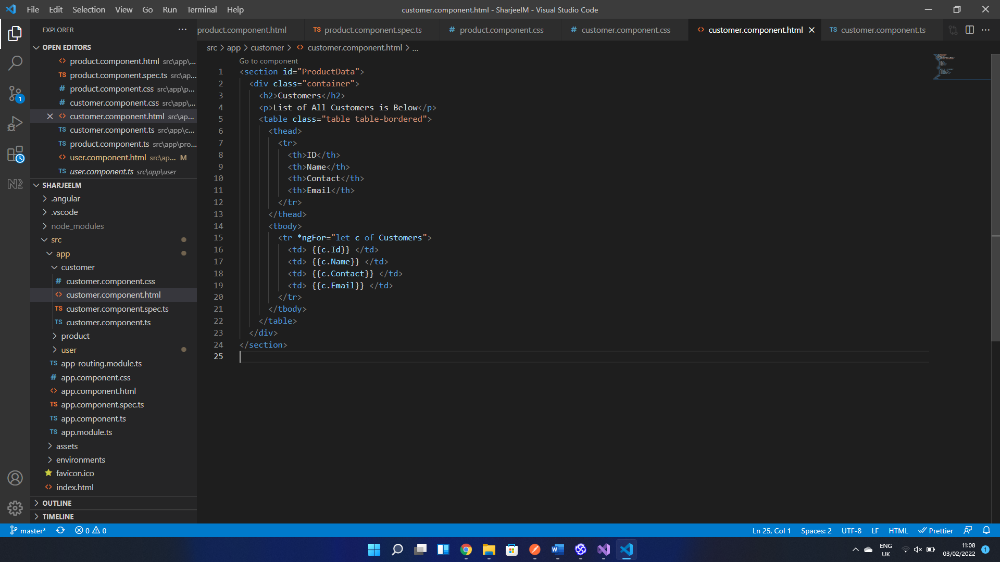 File Edit Selection View Go Run Terminal Help
customer.component.html - SharjeelM - Visual Studio Code
EXPLORER
product.component.html
TS product.component.spec.ts
# product.component.css
# customer.component.css
<> customer.component.html
TS customer.component.ts
OPEN EDITORS
<> product.component.html src\app\...
TS product.component.spec.ts src\ap...
# product.component.css src\app\p...
# customer.component.css src\app\...
<> customer.component.html src\ap...
TS customer.component.ts src\app\c...
TS product.component.ts src\app\pro...
<> user.component.html src\ap... M
TS user.component.ts src\app\user
SHARJEELM
.angular
.vscode
node_modules
src
app
customer
# customer.component.css
<> customer.component.html
TS customer.component.spec.ts
TS customer.component.ts
product
user
TS app-routing.module.ts
# app.component.css
<> app.component.html
TS app.component.spec.ts
TS app.component.ts
TS app.module.ts
assets
environments
favicon.ico
<> index.html
OUTLINE
TIMELINE
1
src > app > customer > <> customer.component.html > ...
Go to component
1 <section id="ProductData">
2 <div class="container">
3 <h2>Customers</h2>
4 <p>List of All Customers is Below</p>
5 <table class="table table-bordered">
6 <thead>
7 <tr>
8 <th>ID</th>
9 <th>Name</th>
10 <th>Contact</th>
11 <th>Email</th>
12 </tr>
13 </thead>
14 <tbody>
15 <tr *ngFor="let c of Customers">
16 <td> {{c.Id}} </td>
17 <td> {{c.Name}} </td>
18 <td> {{c.Contact}} </td>
19 <td> {{c.Email}} </td>
20 </tr>
21 </tbody>
22 </table>
23 </div>
24 </section>
25
master* 0 0
Ln 25, Col 1 Spaces: 2 UTF-8 LF HTML Prettier
ENG
UK
11:08
03/02/2022
1